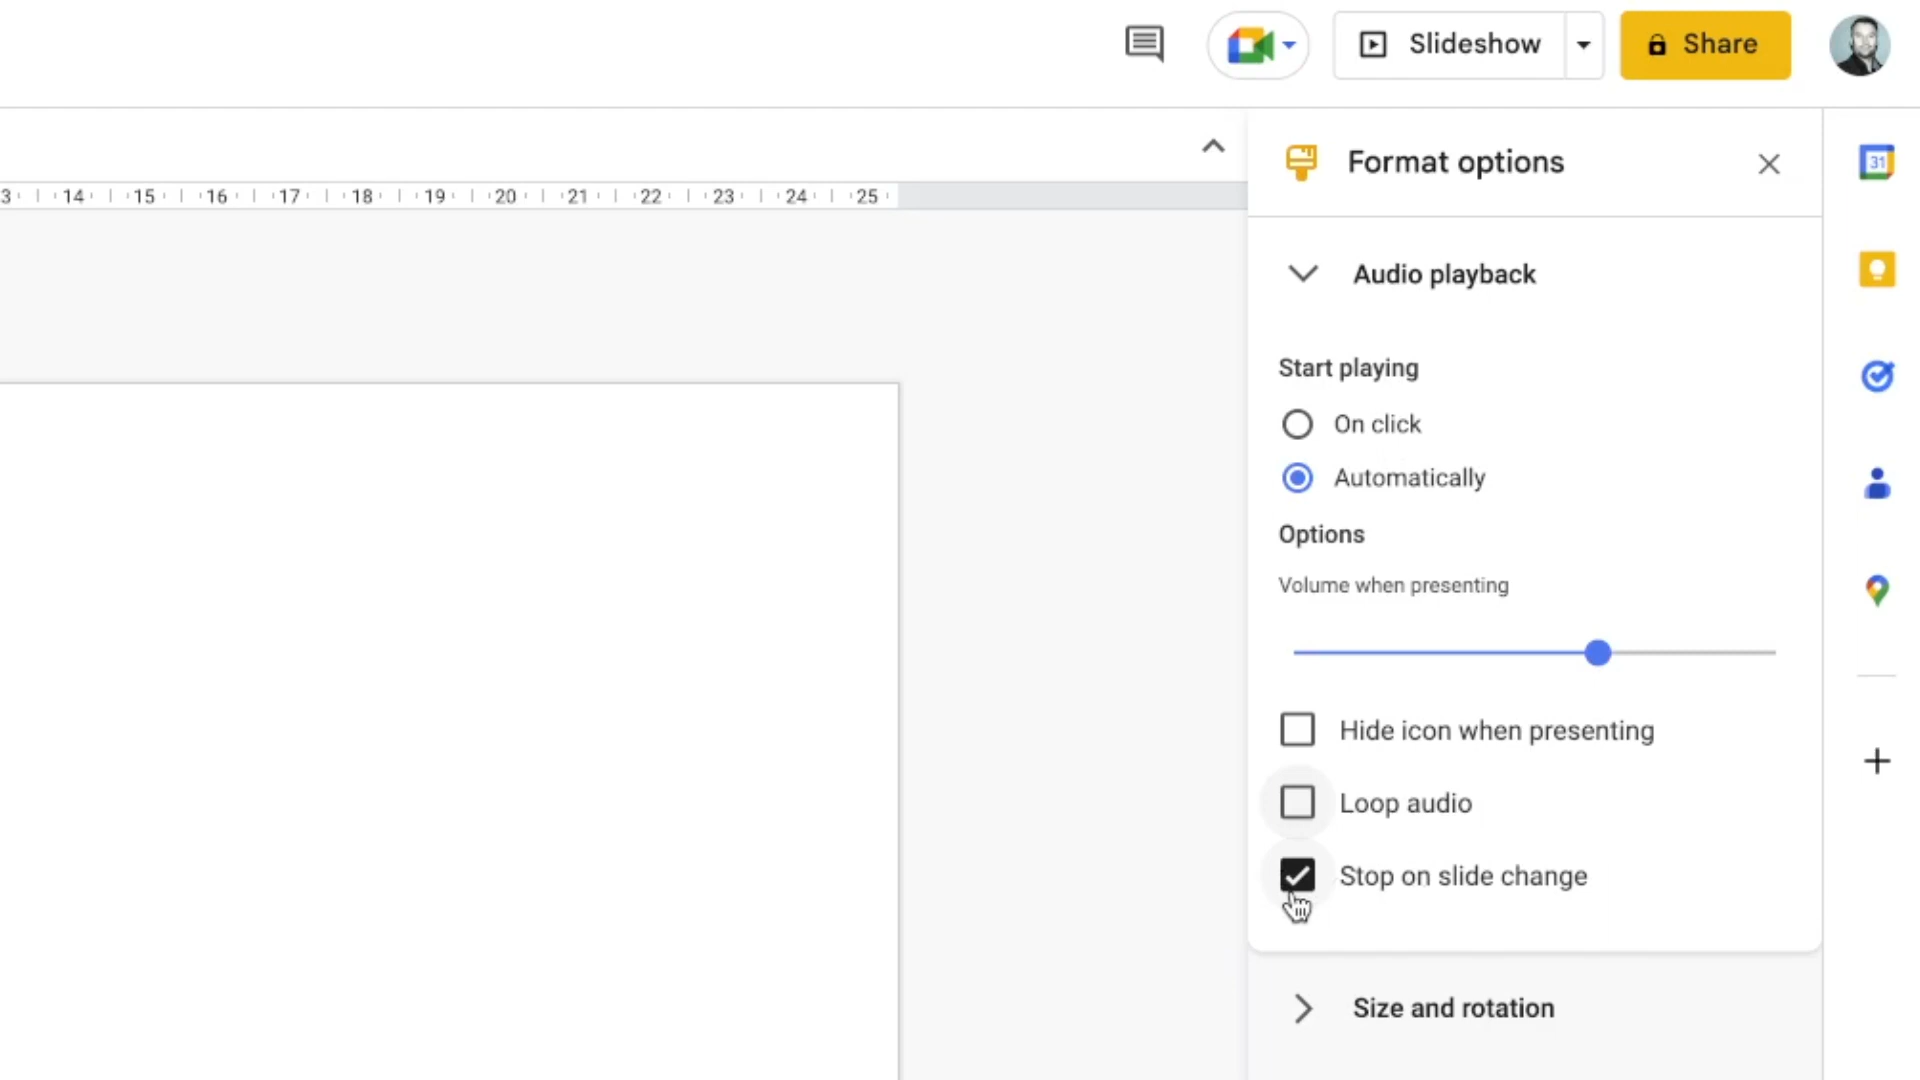 Slideshow
Share
3 14 15 16 17 18 19 20 21 22 23 24 25
Format options
31
Audio playback
Start playing
On click
Automatically
Options
Volume when presenting
Hide icon when presenting
Loop audio
Stop on slide change
Size and rotation